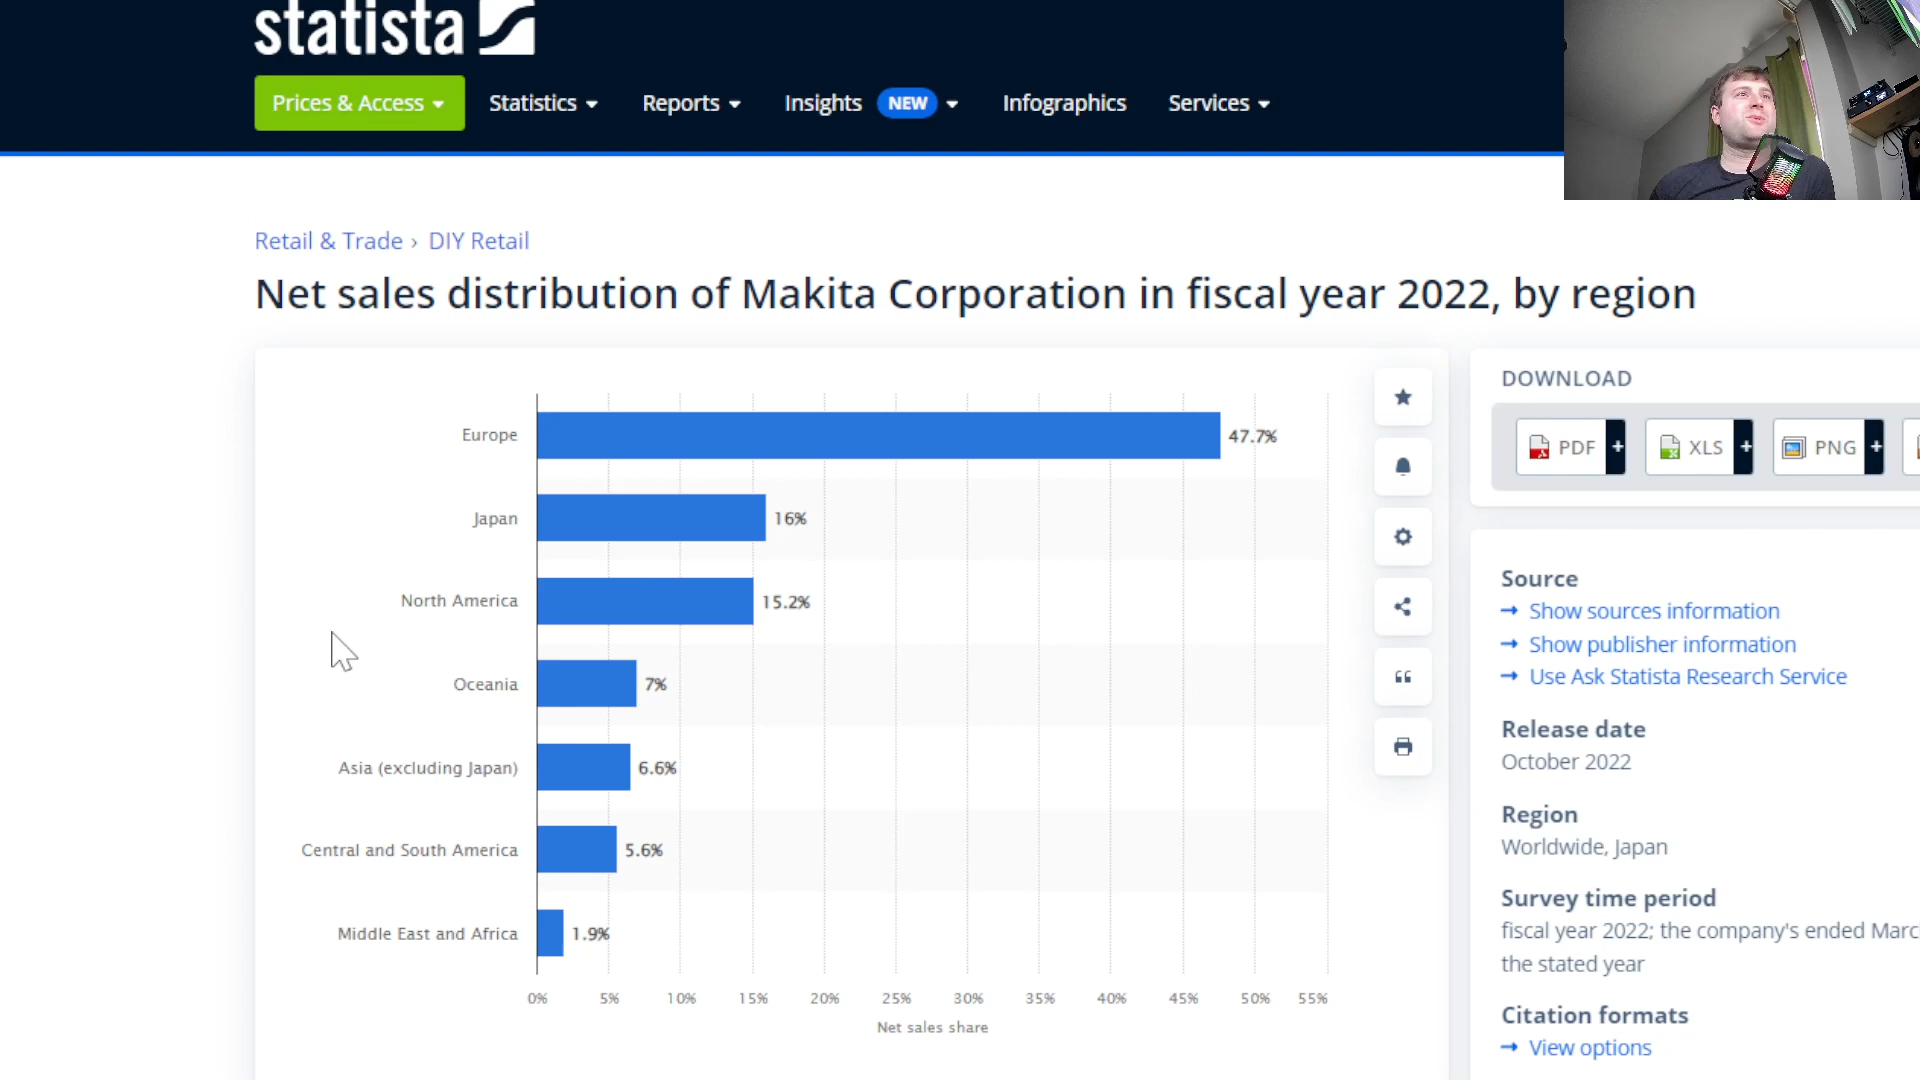 statista
Prices & Access
Statistics
Reports
Insights NEW
Infographics
Services
Retail & Trade › DIY Retail
Net sales distribution of Makita Corporation in fiscal year 2022, by region
Europe 47.7%
Japan 16%
North America 15.2%
Oceania 7%
Asia (excluding Japan) 6.6%
Central and South America 5.6%
Middle East and Africa 1.9%
0% 5% 10% 15% 20% 25% 30% 35% 40% 45% 50% 55%
Net sales share
DOWNLOAD
PDF + XLS + PNG +
Source
→ Show sources information
→ Show publisher information
→ Use Ask Statista Research Service
Release date
October 2022
Region
Worldwide, Japan
Survey time period
fiscal year 2022; the company's ended
the stated year
Citation formats
→ View options